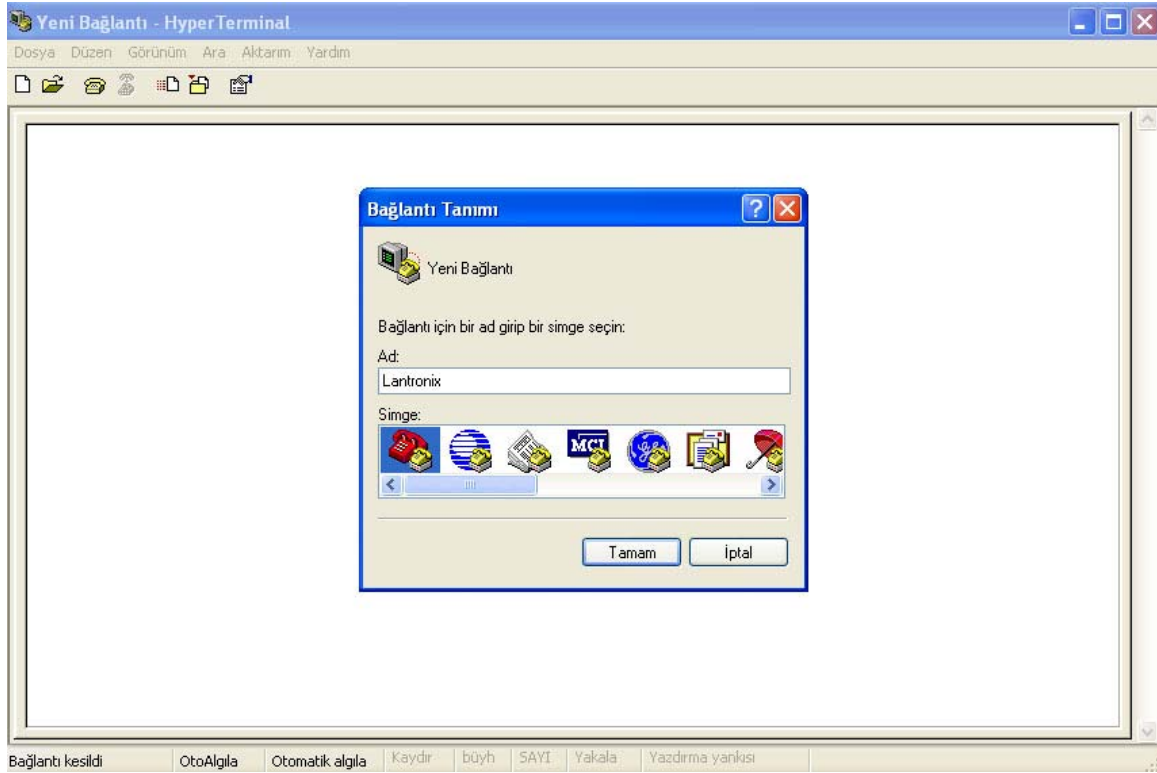 Yeni Bağlantı - HyperTerminal
Dosya Düzen Görünüm Ara Aktarım Yardım
Bağlantı Tanımı
Yeni Bağlantı
Bağlantı için bir ad girip bir simge seçin:
Ad:
Lantronix
Simge:
MCI
Tamam İptal
Bağlantı kesildi OtoAlgıla Otomatik algıla Kaydır büyh SAYI Yakala Yazdırma yankısı